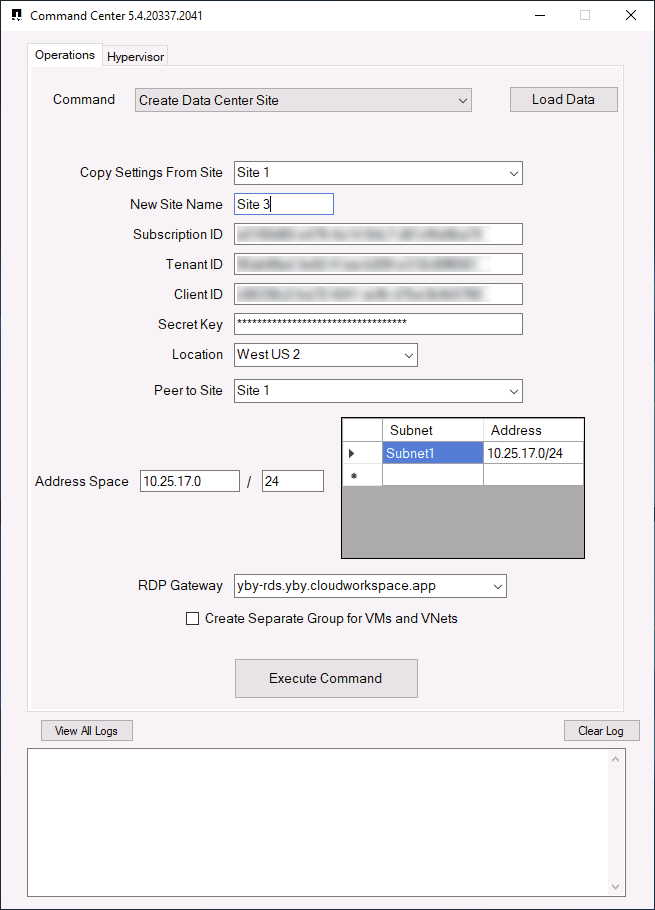 Command Center 5.4.20337.2041
Operations Hypervisor
Command Create Data Center Site Load Data
Copy Settings From Site Site 1
New Site Name Site 3
Subscription ID
Tenant ID
Client ID
Secret Key **********************************
Location West US 2
Peer to Site Site 1
Subnet Address
Subnet1 10.25.17.0/24
*
Address Space 10.25.17.0 / 24
RDP Gateway yby-rds.yby.cloudworkspace.app
Create Separate Group for VMs and VNets
Execute Command
View All Logs Clear Log